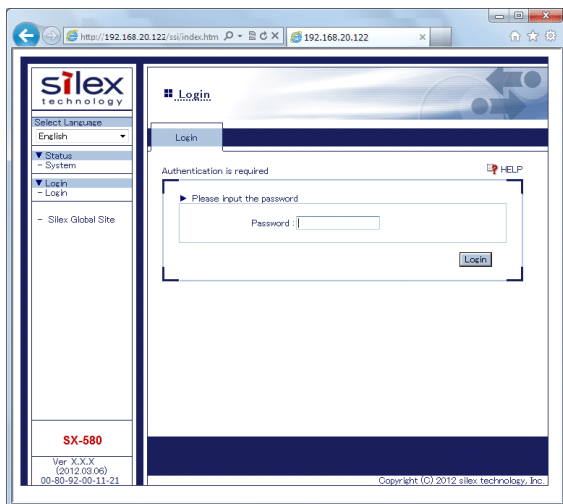 http://192.168.20.122/ssi/index.htm
192.168.20.122
silex
technology
Select Language
English
▼ Status
- System
▼ Login
- Login
- Silex Global Site
SX-580
Ver X.X.X
(2012.03.06)
00-80-92-00-11-21
Login
Login
Authentication is required
HELP
Please input the password
Password :
Login
Copyright (C) 2012 silex technology, Inc.